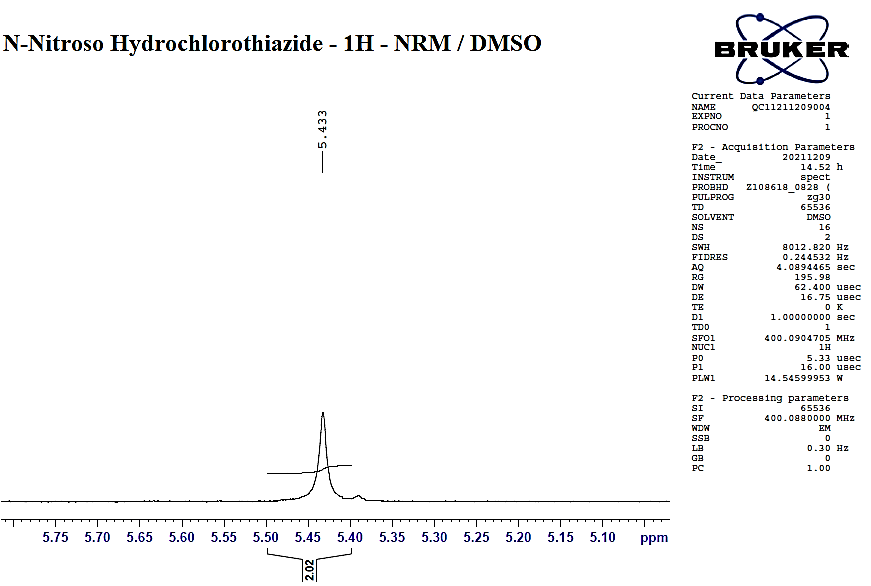 N-Nitroso Hydrochlorothiazide - 1H - NRM / DMSO
BRUKER
5.433
Current Data Parameters
NAME QC11211209004
EXPNO 1
PROCNO 1
F2 - Acquisition Parameters
Date_ 20211209
Time 14.52 h
INSTRUM spect
PROBHD Z108618_0828 (
PULPROG zg30
TD 65536
SOLVENT DMSO
NS 16
DS 2
SWH 8012.820 Hz
FIDRES 0.244532 Hz
AQ 4.0894465 sec
RG 195.98
DW 62.400 usec
DE 16.75 usec
TE 0 K
D1 1.00000000 sec
TD0 1
SFO1 400.0904705 MHz
NUC1 1H
P0 5.33 usec
P1 16.00 usec
PLW1 14.54599953 W
F2 - Processing parameters
SI 65536
SF 400.0880000 MHz
WDW EM
SSB 0
LB 0.30 Hz
GB 0
PC 1.00
5.75 5.70 5.65 5.60 5.55 5.50 5.45 5.40 5.35 5.30 5.25 5.20 5.15 5.10 ppm
2.02